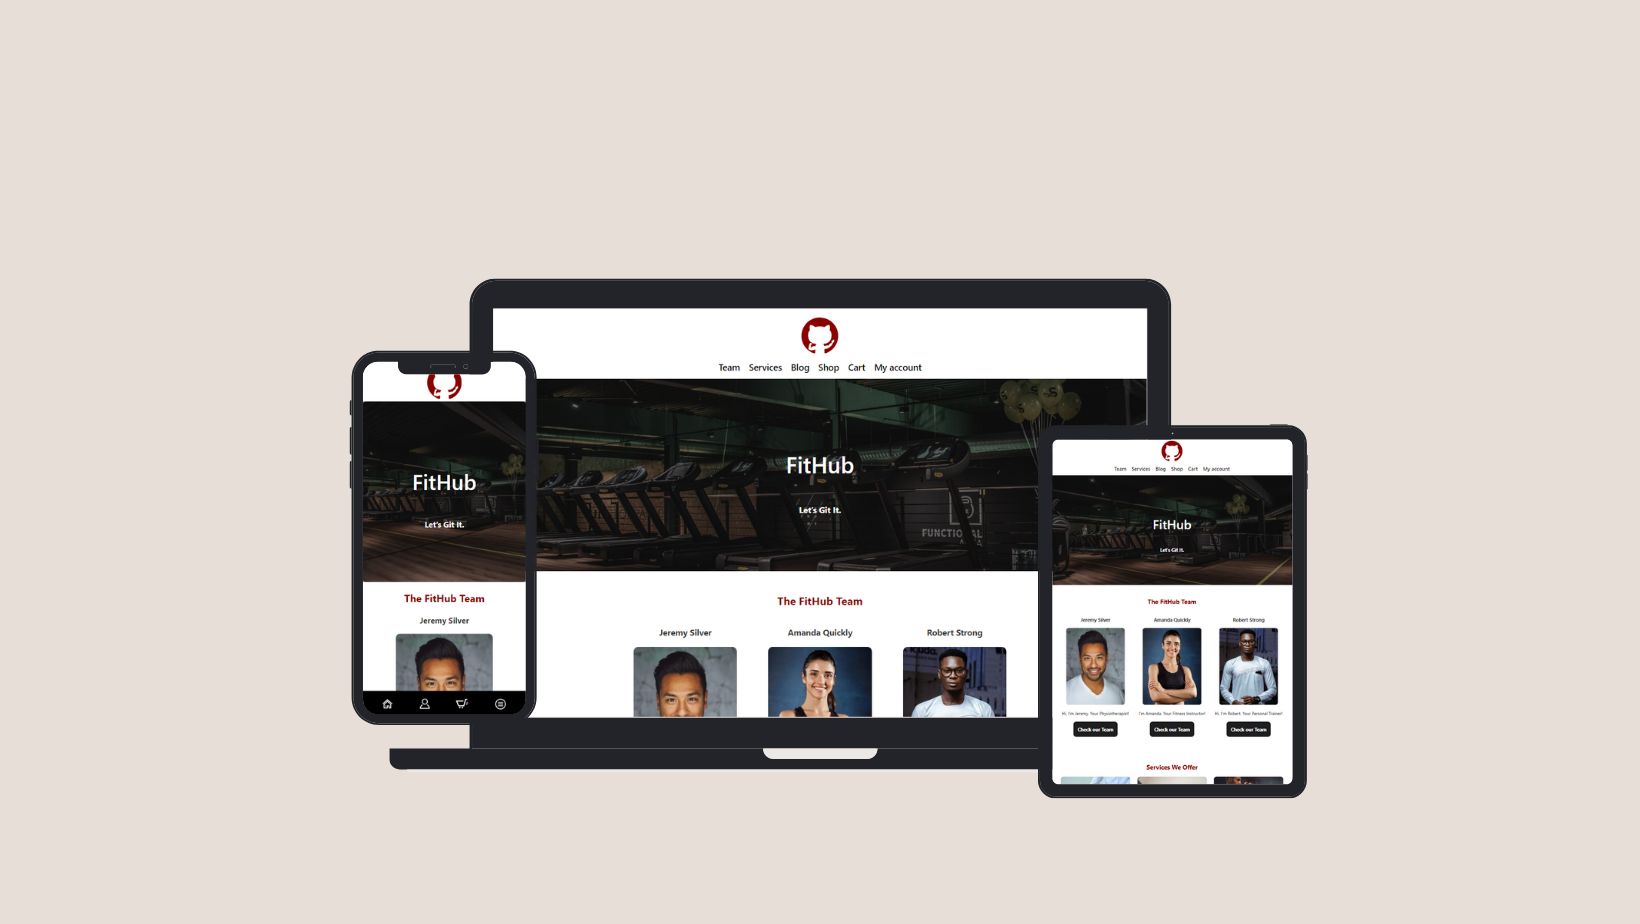 FitHub
Let's Git It.
The FitHub Team
Jeremy Silver
Team Services Blog Shop Cart My account
FitHub
Let's Git It.
FUNCTIONAL
The FitHub Team
Jeremy Silver Amanda Quickly Robert Strong
Team Services Blog Shop Cart My account
FitHub
Let's Git It.
The FitHub Team
Jeremy Silver Amanda Quickly Robert Strong
Hi, I'm Jeremy. Your Physiotherapist! I'm Amanda. Your Fitness Instructor! Hi, I'm Robert. Your Personal Trainer!
Check our Team Check our Team Check our Team
Services We Offer